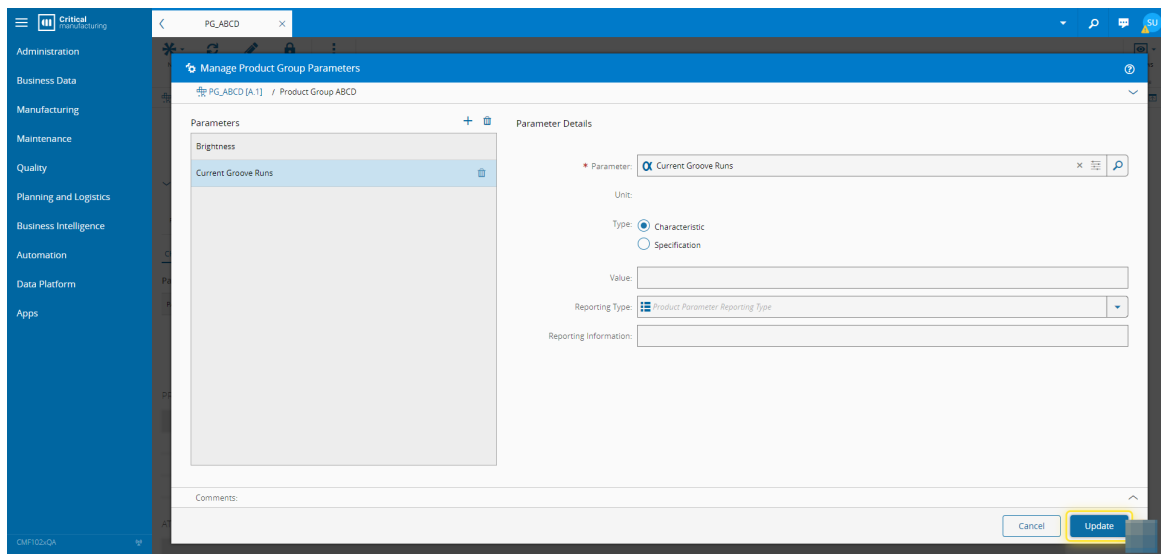 Critical
manufacturing
PG_ABCD
SU
Administration
Business Data
Manufacturing
Maintenance
Quality
Planning and Logistics
Business Intelligence
Automation
Data Platform
Apps
CMF102xQA
Manage Product Group Parameters
PG_ABCD [A.1] / Product Group ABCD
Parameters
Brightness
Current Groove Runs
Parameter Details
* Parameter: Current Groove Runs
Unit:
Type: Characteristic
Specification
Value:
Reporting Type: Product Parameter Reporting Type
Reporting Information:
Comments:
Cancel
Update